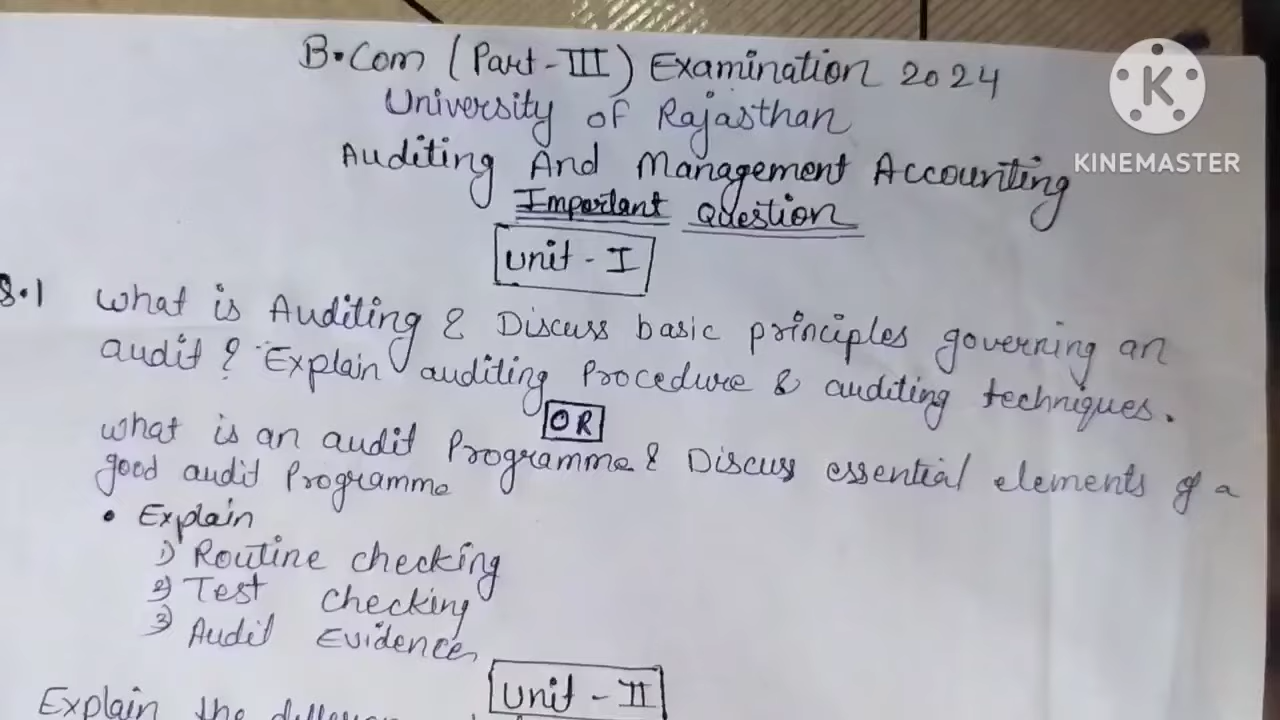 B.Com (Part-III) Examination 2024
University of Rajasthan
Auditing And Management Accounting
Important Question
Unit - I
What is Auditing & Discuss basic principles governing an
audit? Explain auditing Procedure & auditing techniques.
OR
What is an audit Programme & Discuss essential elements of a
good audit Programme
• Explain
1) Routine checking
2) Test checking
3) Audit Evidence
Unit - II
Explain the
K
KINEMASTER